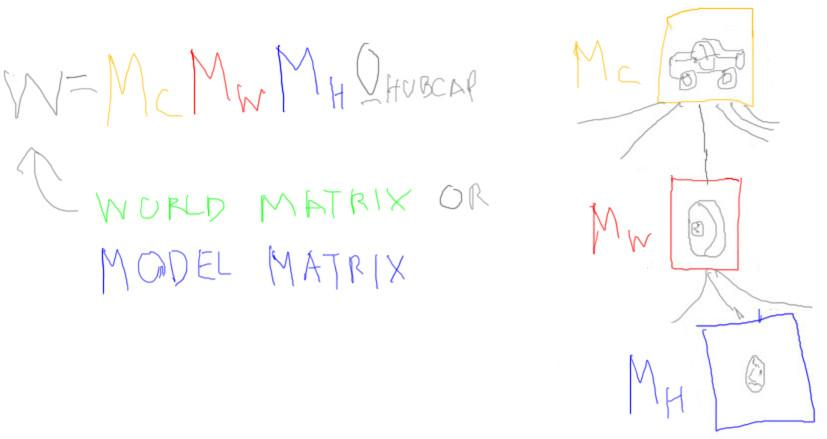 W = M_C M_W M_H O_HUBCAP
WORLD MATRIX OR
MODEL MATRIX
M_C
M_W
M_H